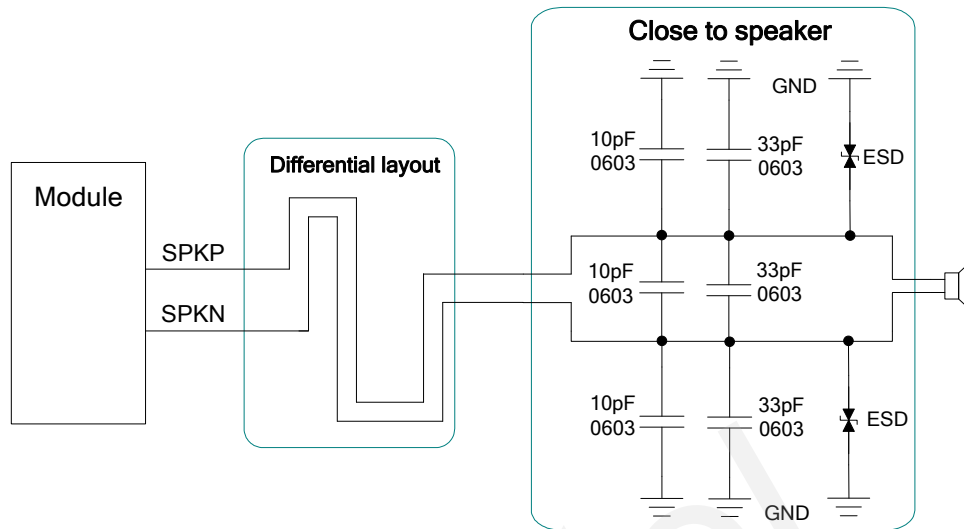 Close to speaker
GND
10pF
0603
33pF
0603
ESD
Differential layout
Module
SPKP
10pF
0603
33pF
0603
SPKN
10pF
0603
33pF
0603
ESD
GND